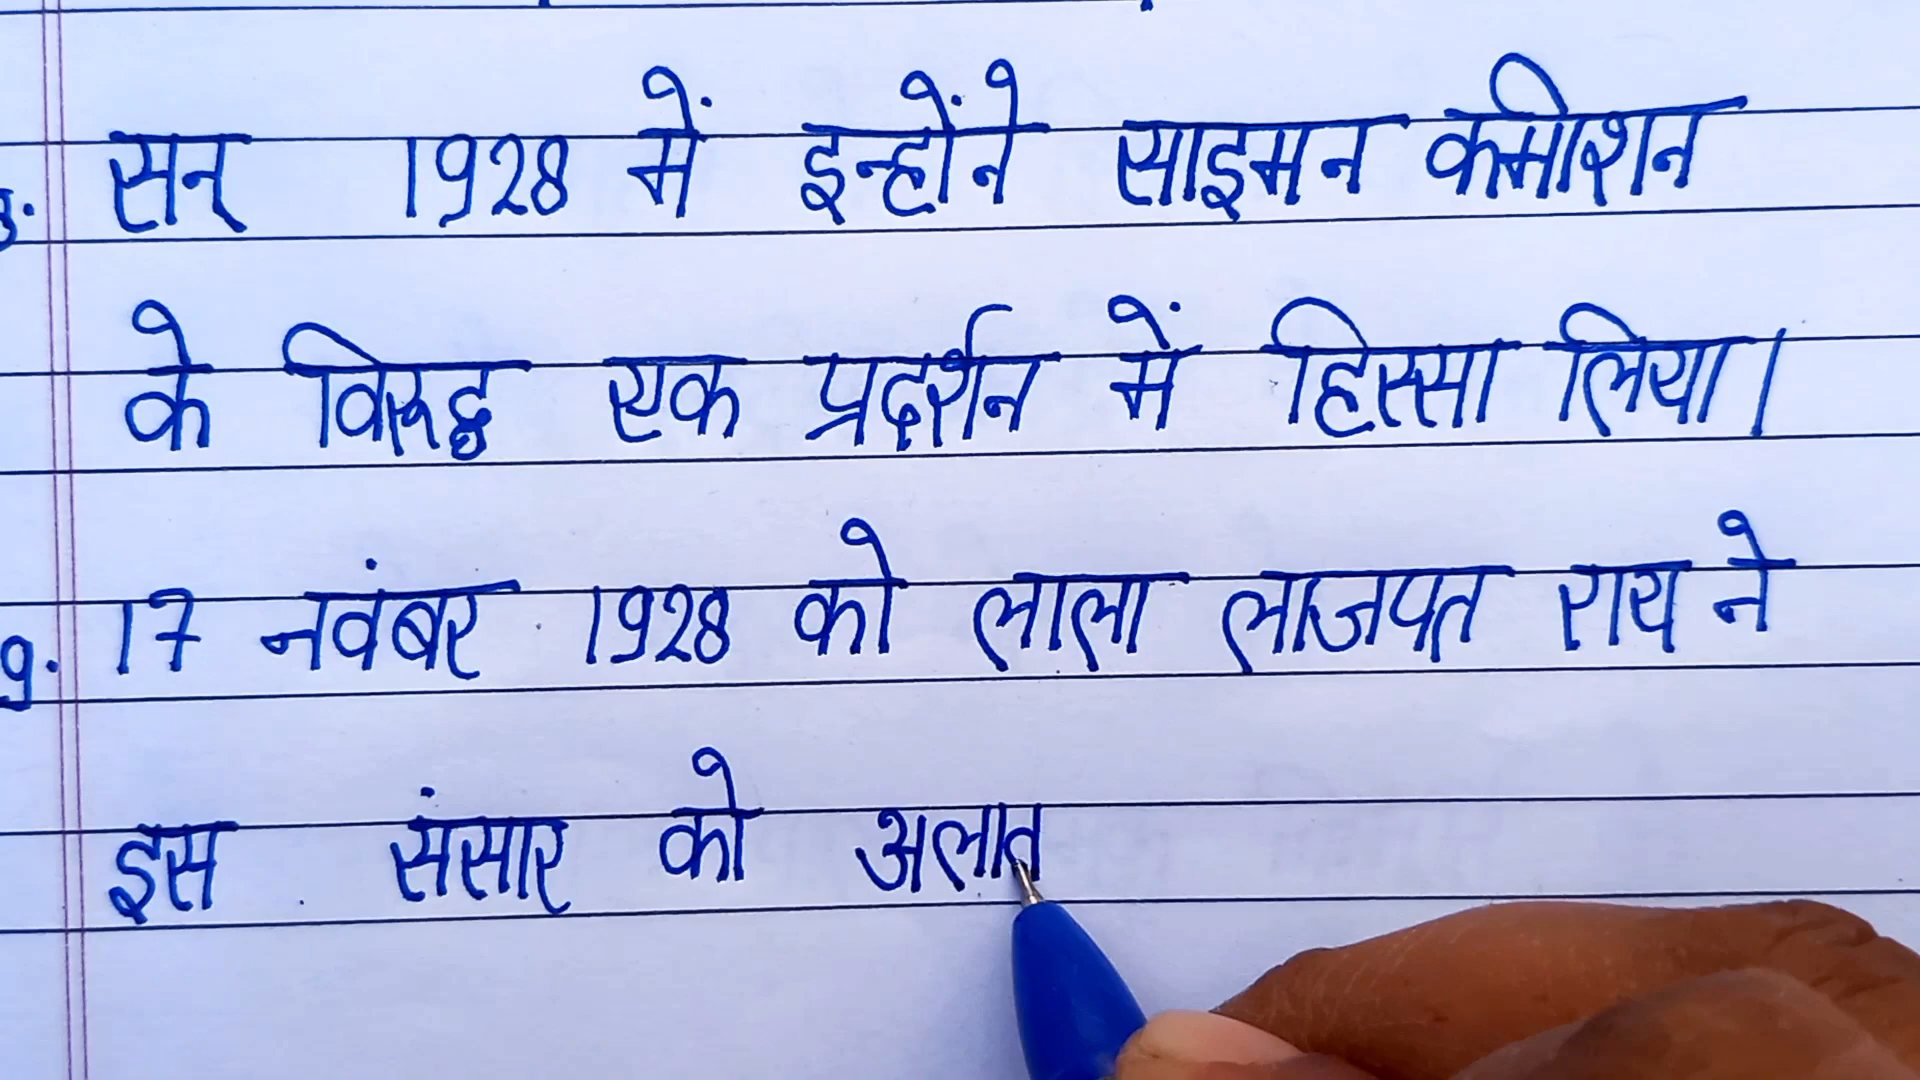 8. सन् 1928 में इन्होंने साइमन कमीशन
के विरुद्ध एक प्रदर्शन में हिस्सा लिया।
9. 17 नवंबर 1928 को लाला लाजपत राय ने
इस संसार को